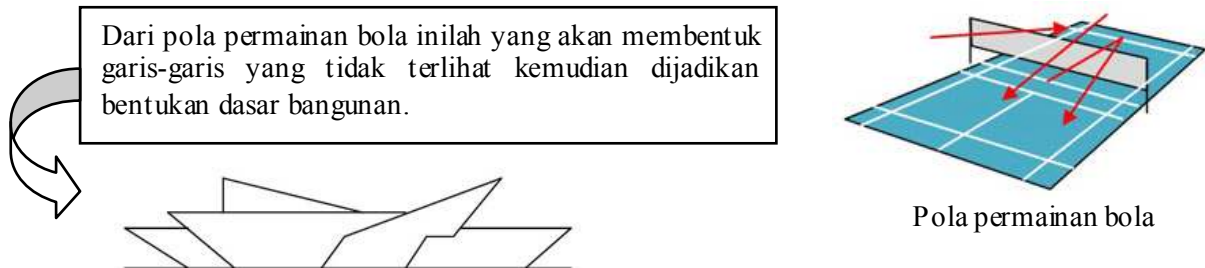 Dari pola permainan bola inilah yang akan membentuk
garis-garis yang tidak terlihat kemudian dijadikan
bentukan dasar bangunan.
Pola permainan bola